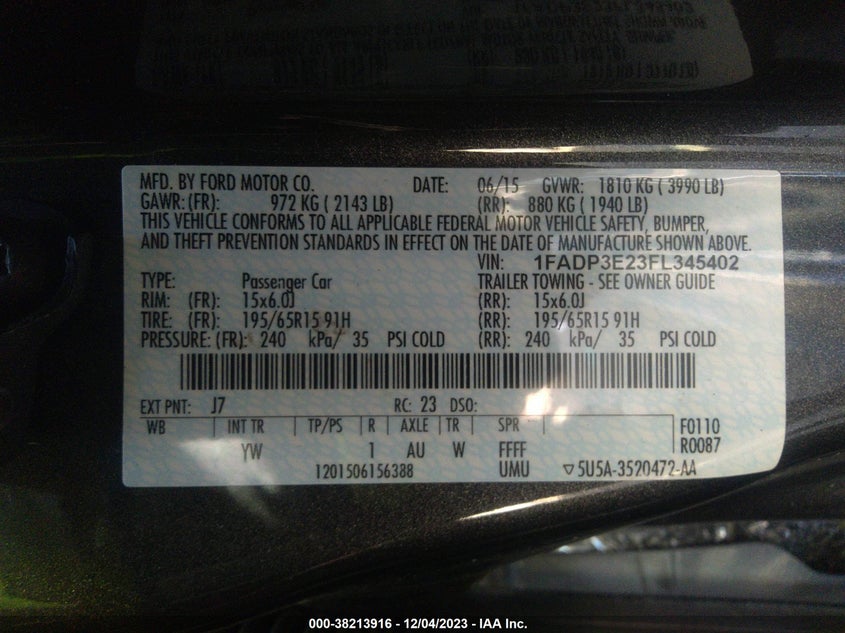 MFD. BY FORD MOTOR CO. DATE: 06/15 GVWR: 1810 KG ( 3990 LB)
GAWR: (FR): 972 KG ( 2143 LB) (RR): 880 KG ( 1940 LB)
THIS VEHICLE CONFORMS TO ALL APPLICABLE FEDERAL MOTOR VEHICLE SAFETY, BUMPER,
AND THEFT PREVENTION STANDARDS IN EFFECT ON THE DATE OF MANUFACTURE SHOWN ABOVE.
VIN: 1FADP3E23FL345402
TYPE: Passenger Car TRAILER TOWING - SEE OWNER GUIDE
RIM: (FR): 15x6.0J (RR): 15x6.0J
TIRE: (FR): 195/65R15 91H (RR): 195/65R15 91H
PRESSURE: (FR): 240 kPa/ 35 PSI COLD (RR): 240 kPa/ 35 PSI COLD
EXT PNT: J7 RC: 23 DSO:
WB INT TR TP/PS R AXLE TR SPR F0110
YW 1 AU W FFFF R0087
1201506156388 UMU ▽5U5A-3520472-AA
000-38213916 - 12/04/2023 - IAA Inc.